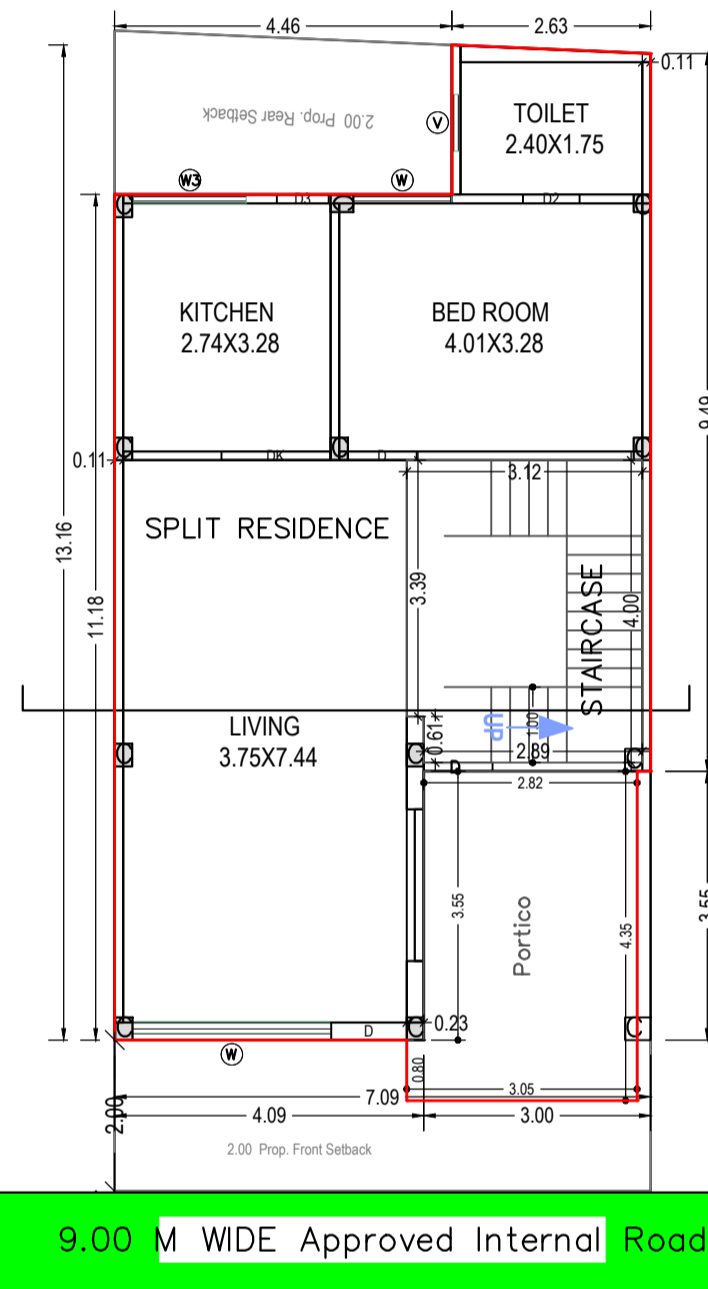 4.46
2.63
0.11
2.00 Prop. Rear Setback
V
TOILET
2.40X1.75
W3
W
D3
D2
C
C
C
KITCHEN
2.74X3.28
BED ROOM
4.01X3.28
9.49
C
C
C
0.11
DK
D
3.12
SPLIT RESIDENCE
13.16
11.18
3.39
STAIRCASE
4.00
LIVING
3.75X7.44
UP
1.00
0.61
2.89
C
C
C
D
2.82
3.55
Portico
4.35
3.55
C
D
C
0.23
C
W
0.80
3.05
7.09
2.00
4.09
3.00
2.00 Prop. Front Setback
9.00 M WIDE Approved Internal Road